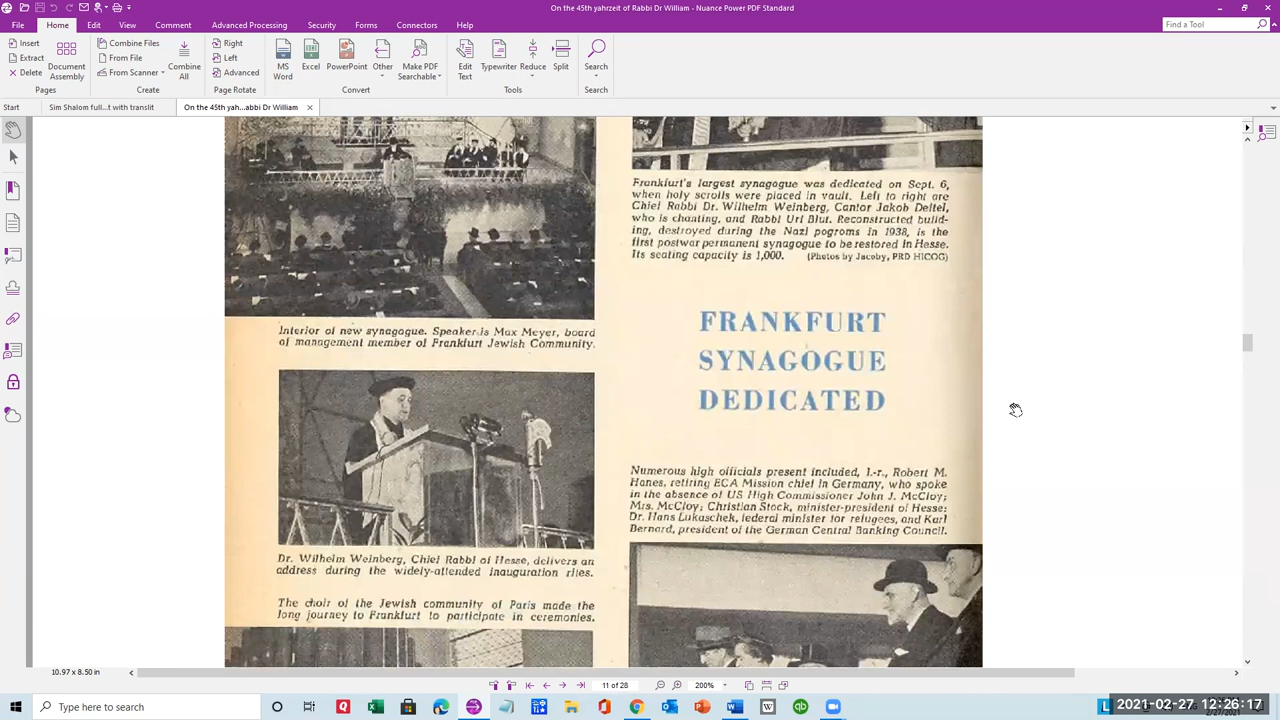 On the 45th yahrzeit of Rabbi Dr William - Nuance Power PDF Standard
File Home Edit View Comment Advanced Processing Security Forms Connectors Help
Find a Tool
Insert
Extract
Delete
Document Assembly
Pages
Combine Files
From File
From Scanner
Combine All
Create
Right
Left
Advanced
Page Rotate
MS Word
Excel
PowerPoint
Other
Make PDF Searchable
Convert
Edit Text
Typewriter
Reduce
Split
Tools
Search
Search
Start
Sim Shalom full...t with translit
On the 45th yah...abbi Dr William
Interior of new synagogue. Speaker is Max Meyer, board
of management member of Frankfurt Jewish Community.
Dr. Wilhelm Weinberg, Chief Rabbi of Hesse, delivers an
address during the widely-attended inauguration rites.
The choir of the Jewish community of Paris made the
long journey to Frankfurt to participate in ceremonies.
Frankfurt's largest synagogue was dedicated on Sept. 6,
when holy scrolls were placed in vault. Left to right are
Chief Rabbi Dr. Wilhelm Weinberg, Cantor Jakob
who is chanting, and Rabbi Uri Blut. Reconstructed build-
ing, destroyed during the Nazi pogroms in 1938, is the
first postwar permanent synagogue to be restored in Hesse.
Its seating capacity is 1,000. (Photos by Jacoby, PRD HICOG)
FRANKFURT
SYNAGOGUE
DEDICATED
Numerous high officials present included, l.-r., Robert M.
Hanes, retiring ECA Mission chief in Germany, who spoke
in the absence of US High Commissioner John J. McCloy;
Mrs. McCloy; Christian Stock, minister-president of Hesse;
Dr. Hans Lukaschek, federal minister for refugees, and Karl
Bernard, president of the German Central Banking Council.
10.97 x 8.50 in
11 of 28
200%
Type here to search
2021-02-27 12:26:17